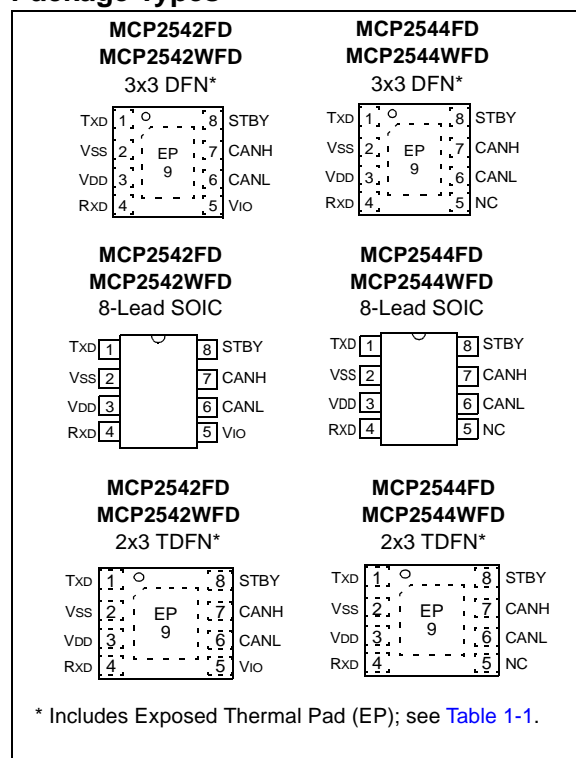 Package Types
MCP2542FD
MCP2542WFD
3x3 DFN*
TXD 1 8 STBY
VSS 2 EP 7 CANH
9
VDD 3 6 CANL
RXD 4 5 VIO
MCP2544FD
MCP2544WFD
3x3 DFN*
TXD 1 8 STBY
VSS 2 EP 7 CANH
9
VDD 3 6 CANL
RXD 4 5 NC
MCP2542FD
MCP2542WFD
8-Lead SOIC
TXD 1 8 STBY
VSS 2 7 CANH
VDD 3 6 CANL
RXD 4 5 VIO
MCP2544FD
MCP2544WFD
8-Lead SOIC
TXD 1 8 STBY
VSS 2 7 CANH
VDD 3 6 CANL
RXD 4 5 NC
MCP2542FD
MCP2542WFD
2x3 TDFN*
TXD 1 8 STBY
VSS 2 EP 7 CANH
9
VDD 3 6 CANL
RXD 4 5 VIO
MCP2544FD
MCP2544WFD
2x3 TDFN*
TXD 1 8 STBY
VSS 2 EP 7 CANH
9
VDD 3 6 CANL
RXD 4 5 NC
* Includes Exposed Thermal Pad (EP); see Table 1-1.